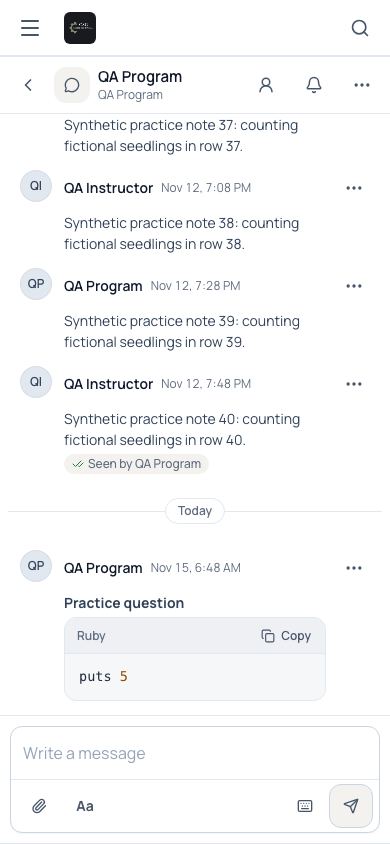 QA Program
QA Program
Synthetic practice note 37: counting
fictional seedlings in row 37.
QI
QA Instructor Nov 12, 7:08 PM
Synthetic practice note 38: counting
fictional seedlings in row 38.
QP
QA Program Nov 12, 7:28 PM
Synthetic practice note 39: counting
fictional seedlings in row 39.
QI
QA Instructor Nov 12, 7:48 PM
Synthetic practice note 40: counting
fictional seedlings in row 40.
Seen by QA Program
Today
QP
QA Program Nov 15, 6:48 AM
Practice question
Ruby Copy
puts 5
Write a message
Aa